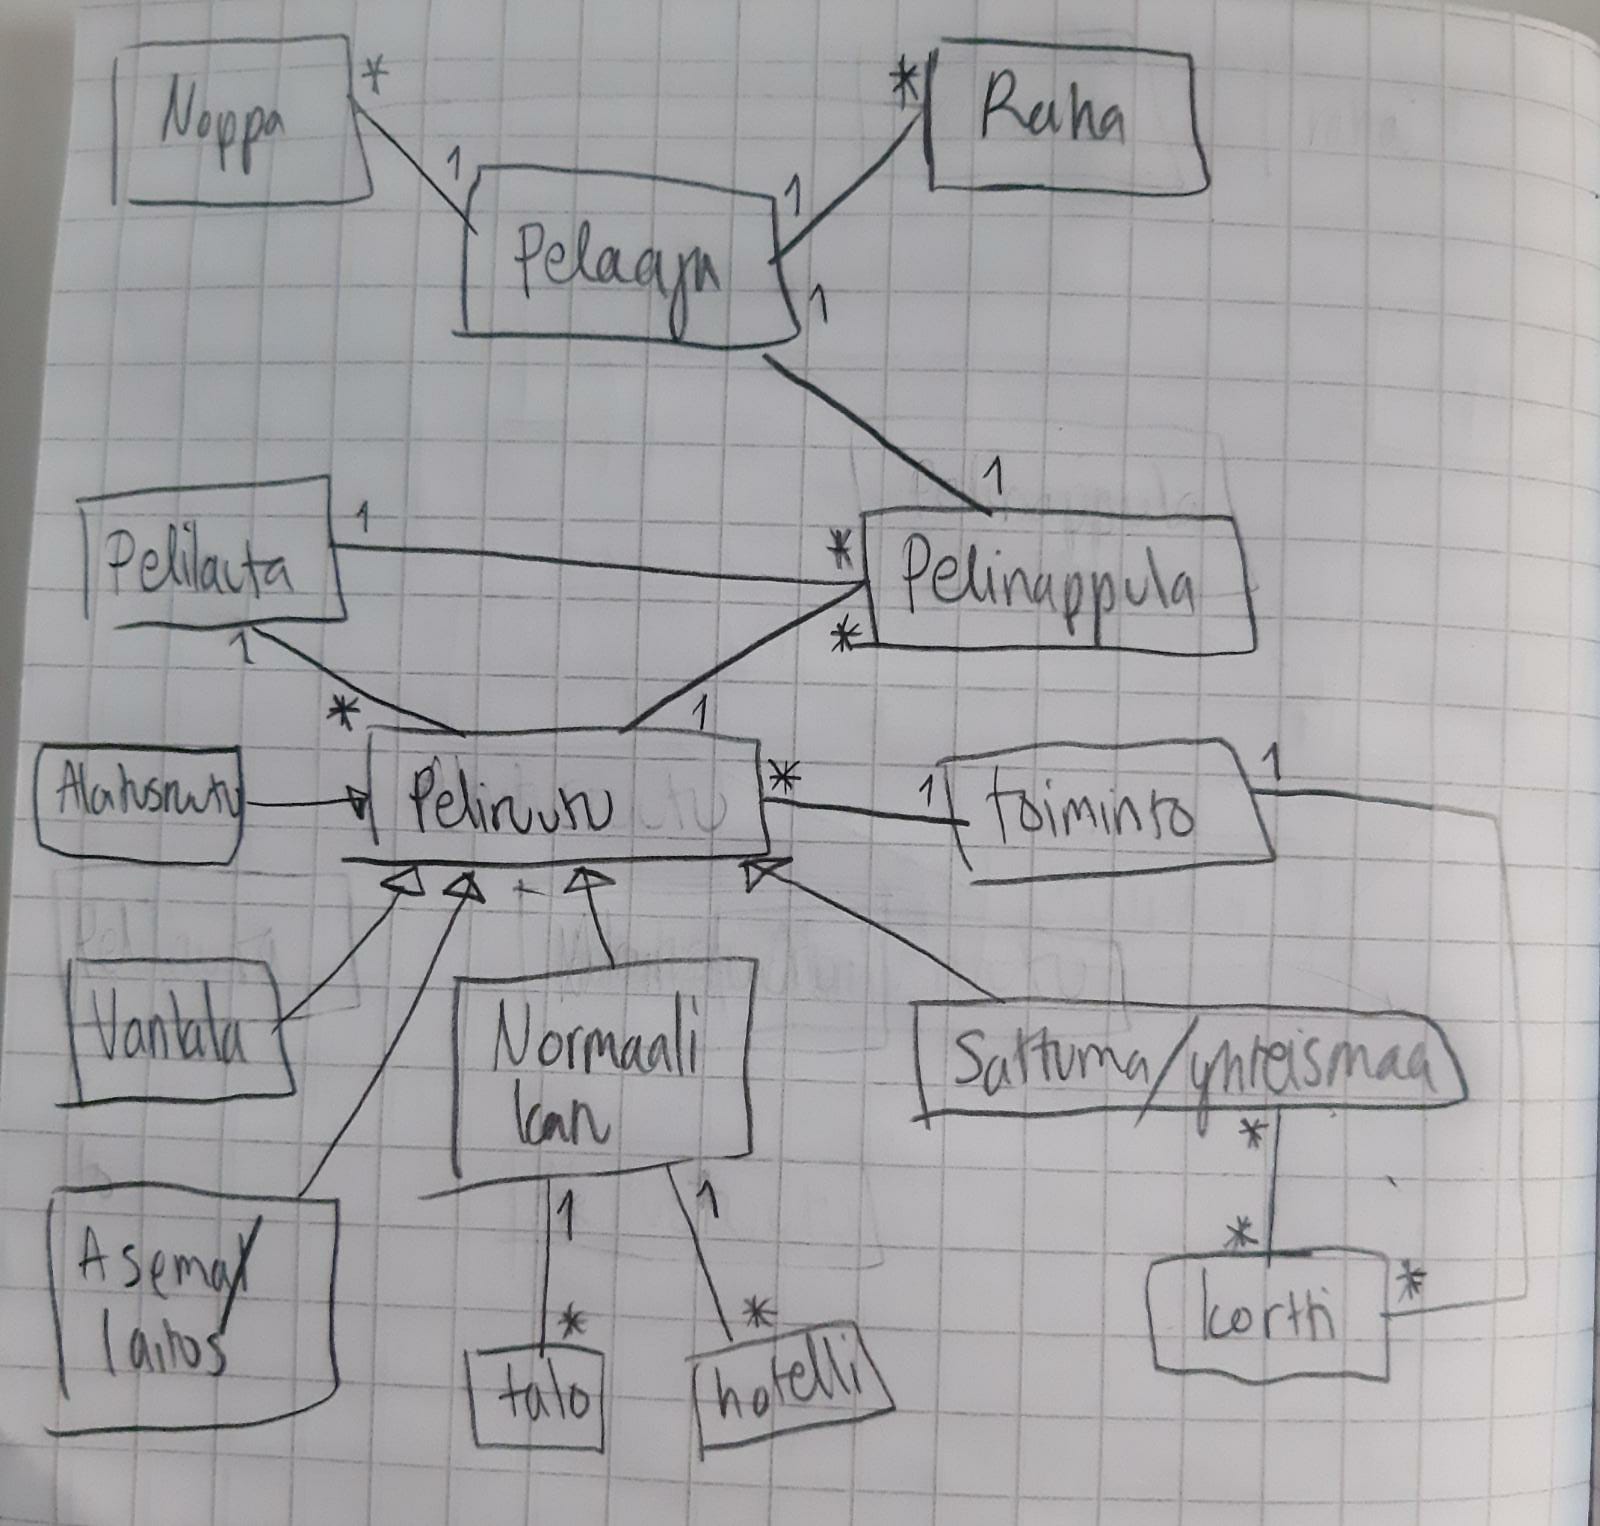 Noppa
*
*
Raha
1
1
Pelaaja
1
1
Pelilauta
1
*
Pelinappula
*
1
*
1
Aloitusruutu
Peliruutu
*
1
toiminto
1
Vankila
Normaali
katu
Sattuma/yhteismaa
*
Asema/
laitos
1
1
*
*
*
*
talo
hotelli
kortti